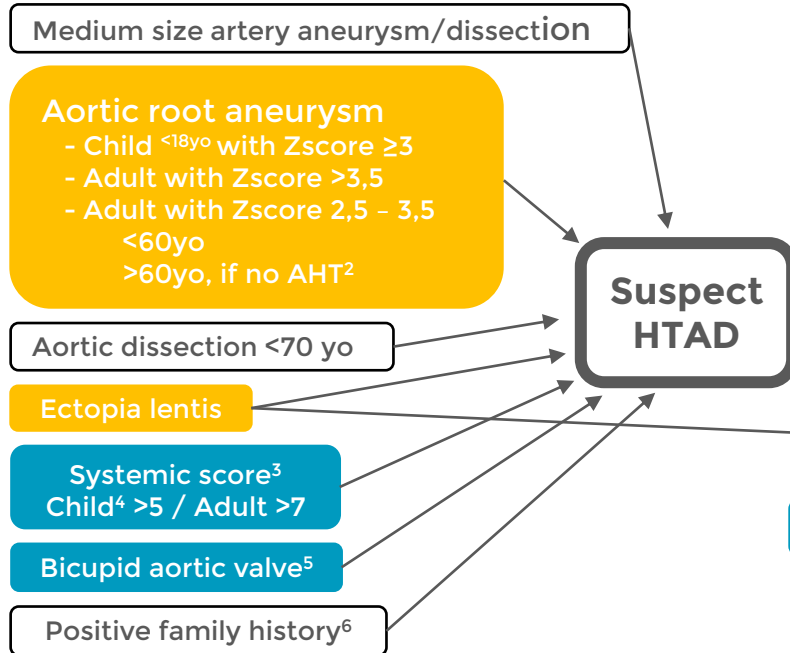 Medium size artery aneurysm/dissection
Aortic root aneurysm
- Child <18yo with Zscore ≥3
- Adult with Zscore >3,5
- Adult with Zscore 2,5 – 3,5
<60yo
>60yo, if no AHT²
Suspect
HTAD
Aortic dissection <70 yo
Ectopia lentis
Systemic score³
Child⁴ >5 / Adult >7
Bicupid aortic valve⁵
Positive family history⁶